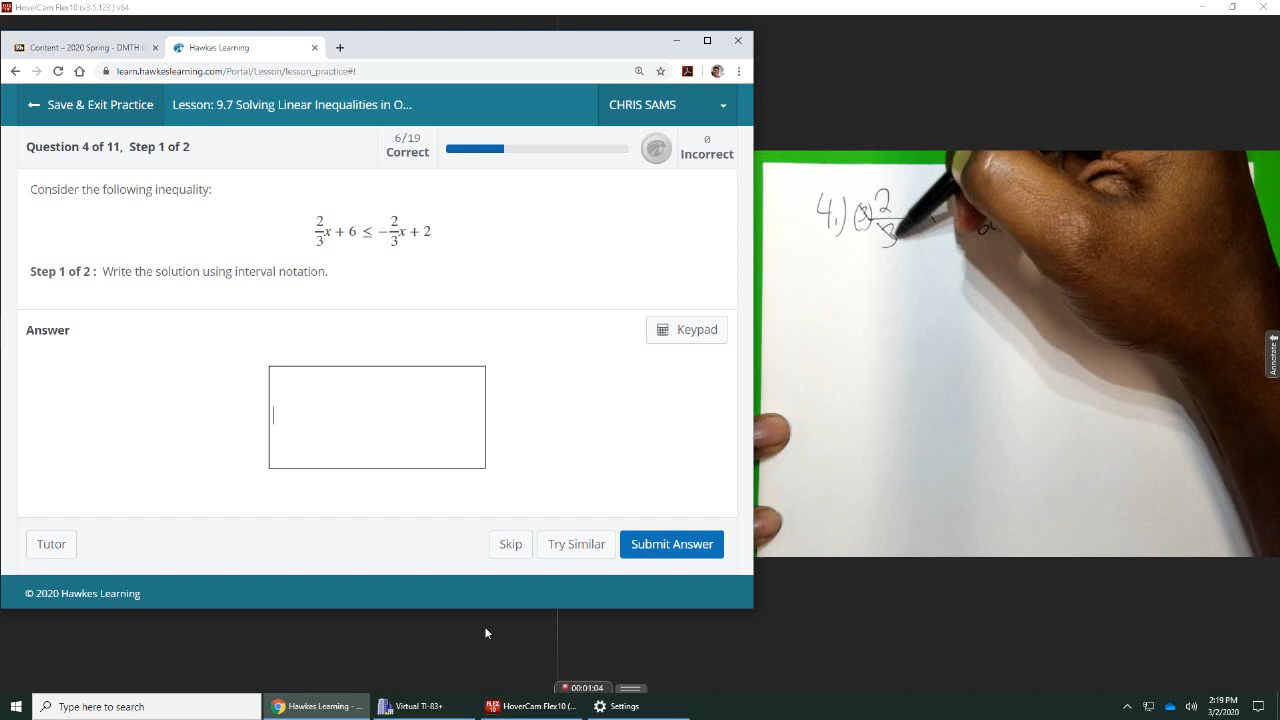 HoverCam Flex10 (v3.5.123 ) x64
Content – 2020 Spring - DMTH
Hawkes Learning
learn.hawkeslearning.com/Portal/Lesson/lesson_practice#!
Save & Exit Practice
Lesson: 9.7 Solving Linear Inequalities in O...
CHRIS SAMS
Question 4 of 11, Step 1 of 2
6/19
Correct
0
Incorrect
Consider the following inequality:
2/3 x + 6 ≤ −2/3 x + 2
Step 1 of 2 : Write the solution using interval notation.
Answer
Keypad
Tutor
Skip
Try Similar
Submit Answer
© 2020 Hawkes Learning
4.) (3) 2/3
Annotate
00:01:04
Type here to search
Hawkes Learning - ...
Virtual TI-83+
HoverCam Flex10 (...
Settings
2:19 PM
3/2/2020